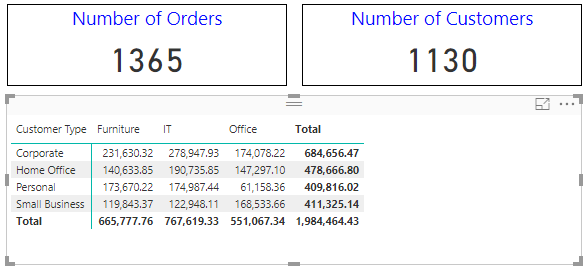 Number of Orders
1365
Number of Customers
1130
Customer Type Furniture IT Office Total
Corporate 231,630.32 278,947.93 174,078.22 684,656.47
Home Office 140,633.85 190,735.85 147,297.10 478,666.80
Personal 173,670.22 174,987.44 61,158.36 409,816.02
Small Business 119,843.37 122,948.11 168,533.66 411,325.14
Total 665,777.76 767,619.33 551,067.34 1,984,464.43